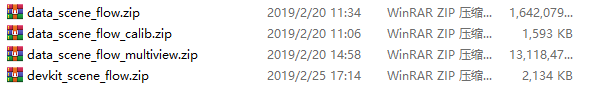 data_scene_flow.zip 2019/2/20 11:34 WinRAR ZIP 压缩... 1,642,079...
data_scene_flow_calib.zip 2019/2/20 11:06 WinRAR ZIP 压缩... 1,593 KB
data_scene_flow_multiview.zip 2019/2/20 14:58 WinRAR ZIP 压缩... 13,118,47...
devkit_scene_flow.zip 2019/2/25 17:14 WinRAR ZIP 压缩... 2,134 KB